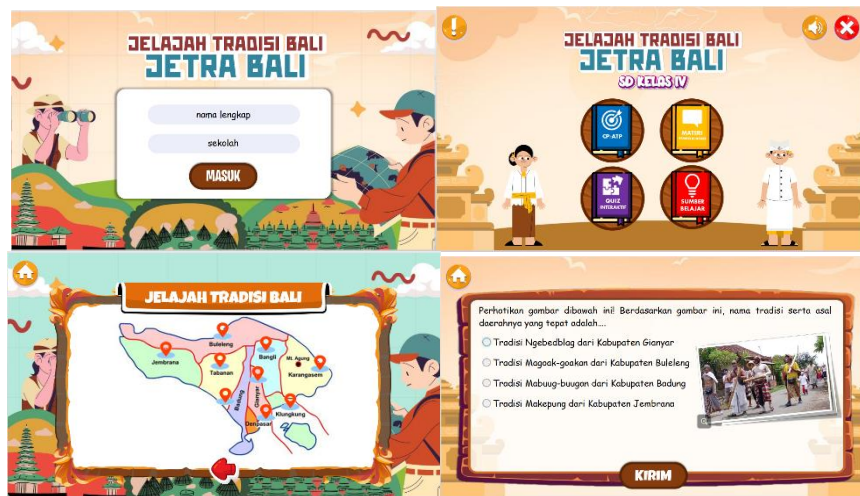 JELAJAH TRADISI BALI
JETRA BALI
nama lengkap
sekolah
MASUK
JELAJAH TRADISI BALI
JETRA BALI
SD KELAS IV
CP-ATP
MATERI
QUIZ
INTERAKTIF
SUMBER
BELAJAR
JELAJAH TRADISI BALI
Buleleng
Jembrana
Tabanan
Bangli
Mt. Agung
Karangasem
Badung
Gianyar
Klungkung
Denpasar
Perhatikan gambar dibawah ini! Berdasarkan gambar ini, nama tradisi serta asal
daerahnya yang tepat adalah....
Tradisi Ngebedblag dari Kabupaten Gianyar
Tradisi Magoak-goakan dari Kabupaten Buleleng
Tradisi Mabuug-buugan dari Kabupaten Badung
Tradisi Makepung dari Kabupaten Jembrana
KIRIM